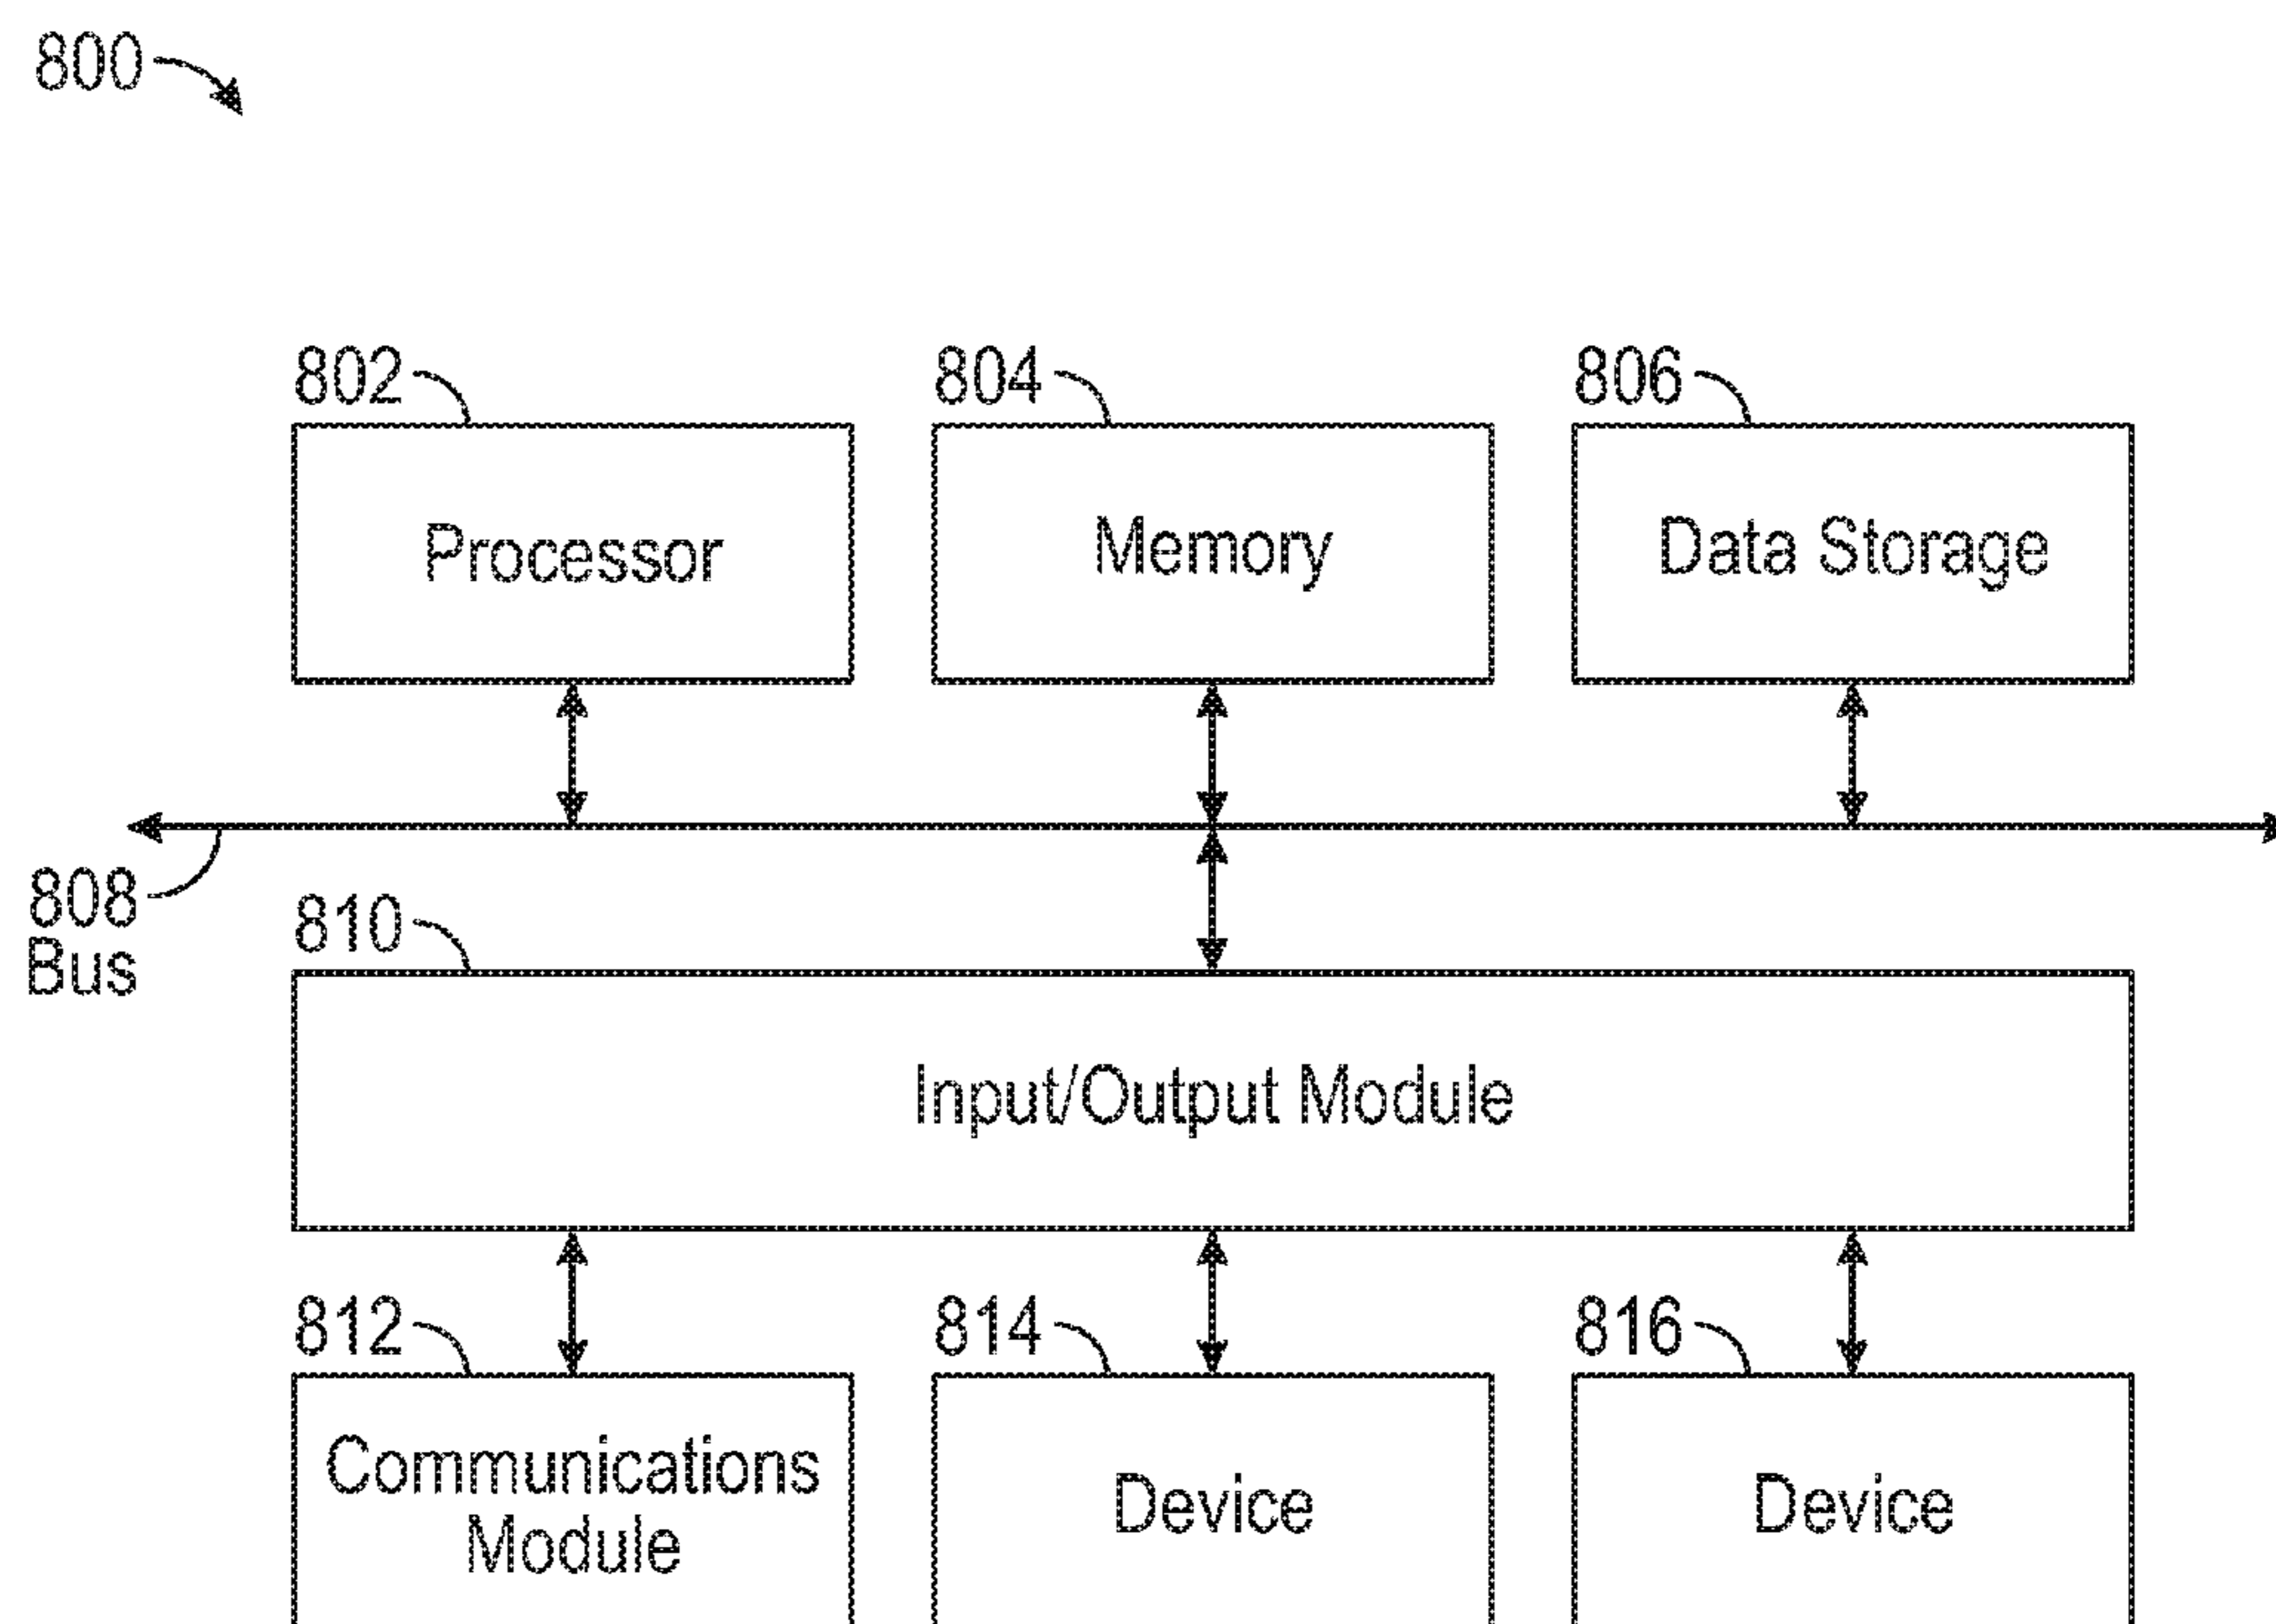 800
802
804
806
Processor
Memory
Data Storage
808
Bus
810
Input/Output Module
812
814
816
Communications
Module
Device
Device